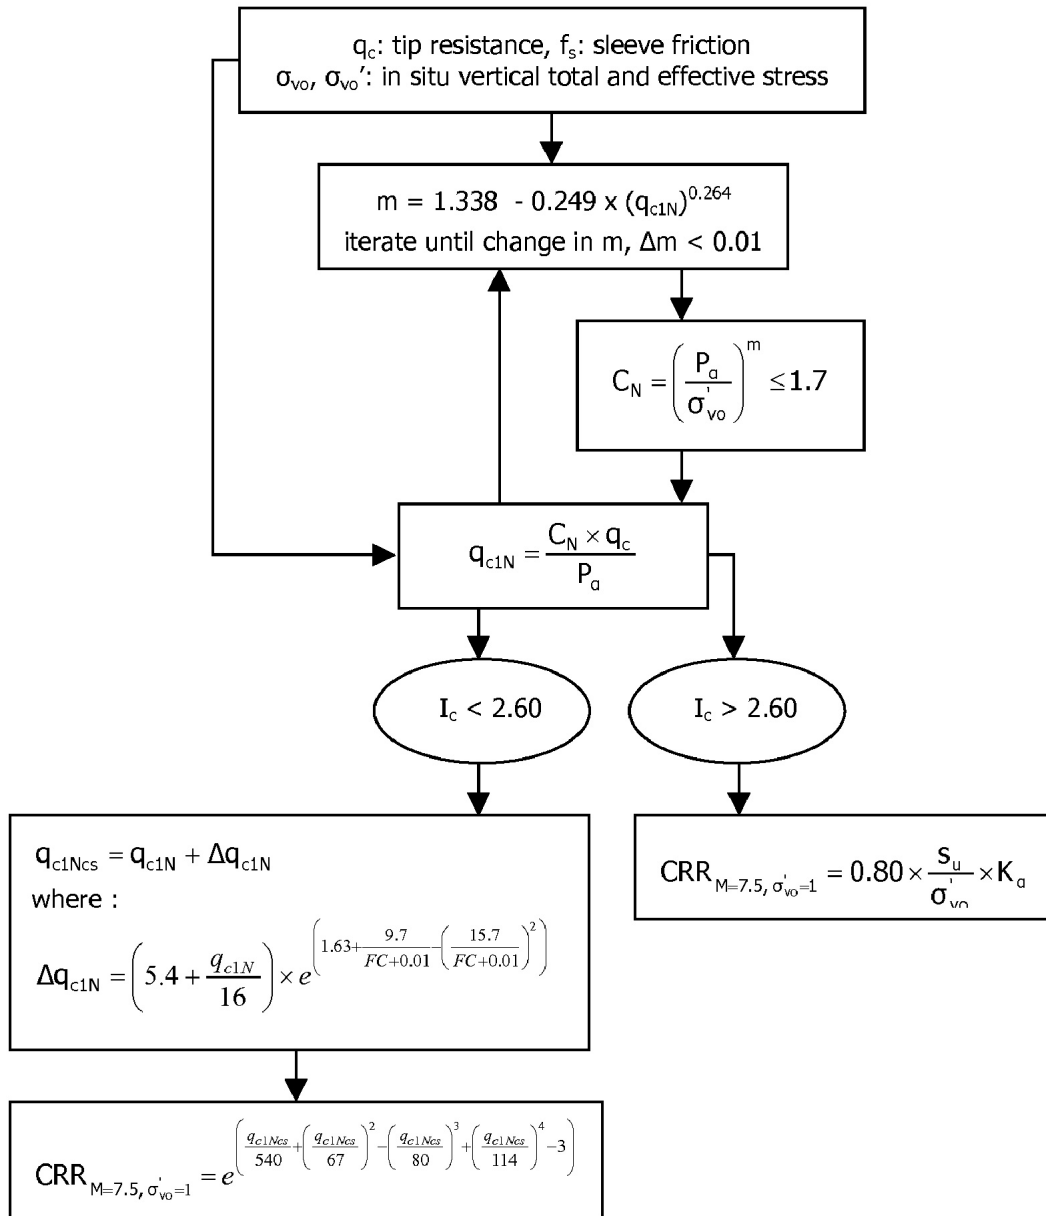 q_c: tip resistance, f_s: sleeve friction
σ_vo, σ_vo': in situ vertical total and effective stress
m = 1.338 - 0.249 x (q_c1N)^0.264
iterate until change in m, Δm < 0.01
C_N = (P_a / σ'_vo)^m ≤ 1.7
q_c1N = (C_N × q_c) / P_a
I_c < 2.60
I_c > 2.60
q_c1Ncs = q_c1N + Δq_c1N
where :
Δq_c1N = (5.4 + q_c1N / 16) × e^(1.63 + 9.7 / (FC+0.01) - (15.7 / (FC+0.01))^2)
CRR_M=7.5, σ'_vo=1 = 0.80 × s_u / σ'_vo × K_α
CRR_M=7.5, σ'_vo=1 = e^(q_c1Ncs / 540 + (q_c1Ncs / 67)^2 - (q_c1Ncs / 80)^3 + (q_c1Ncs / 114)^4 - 3)